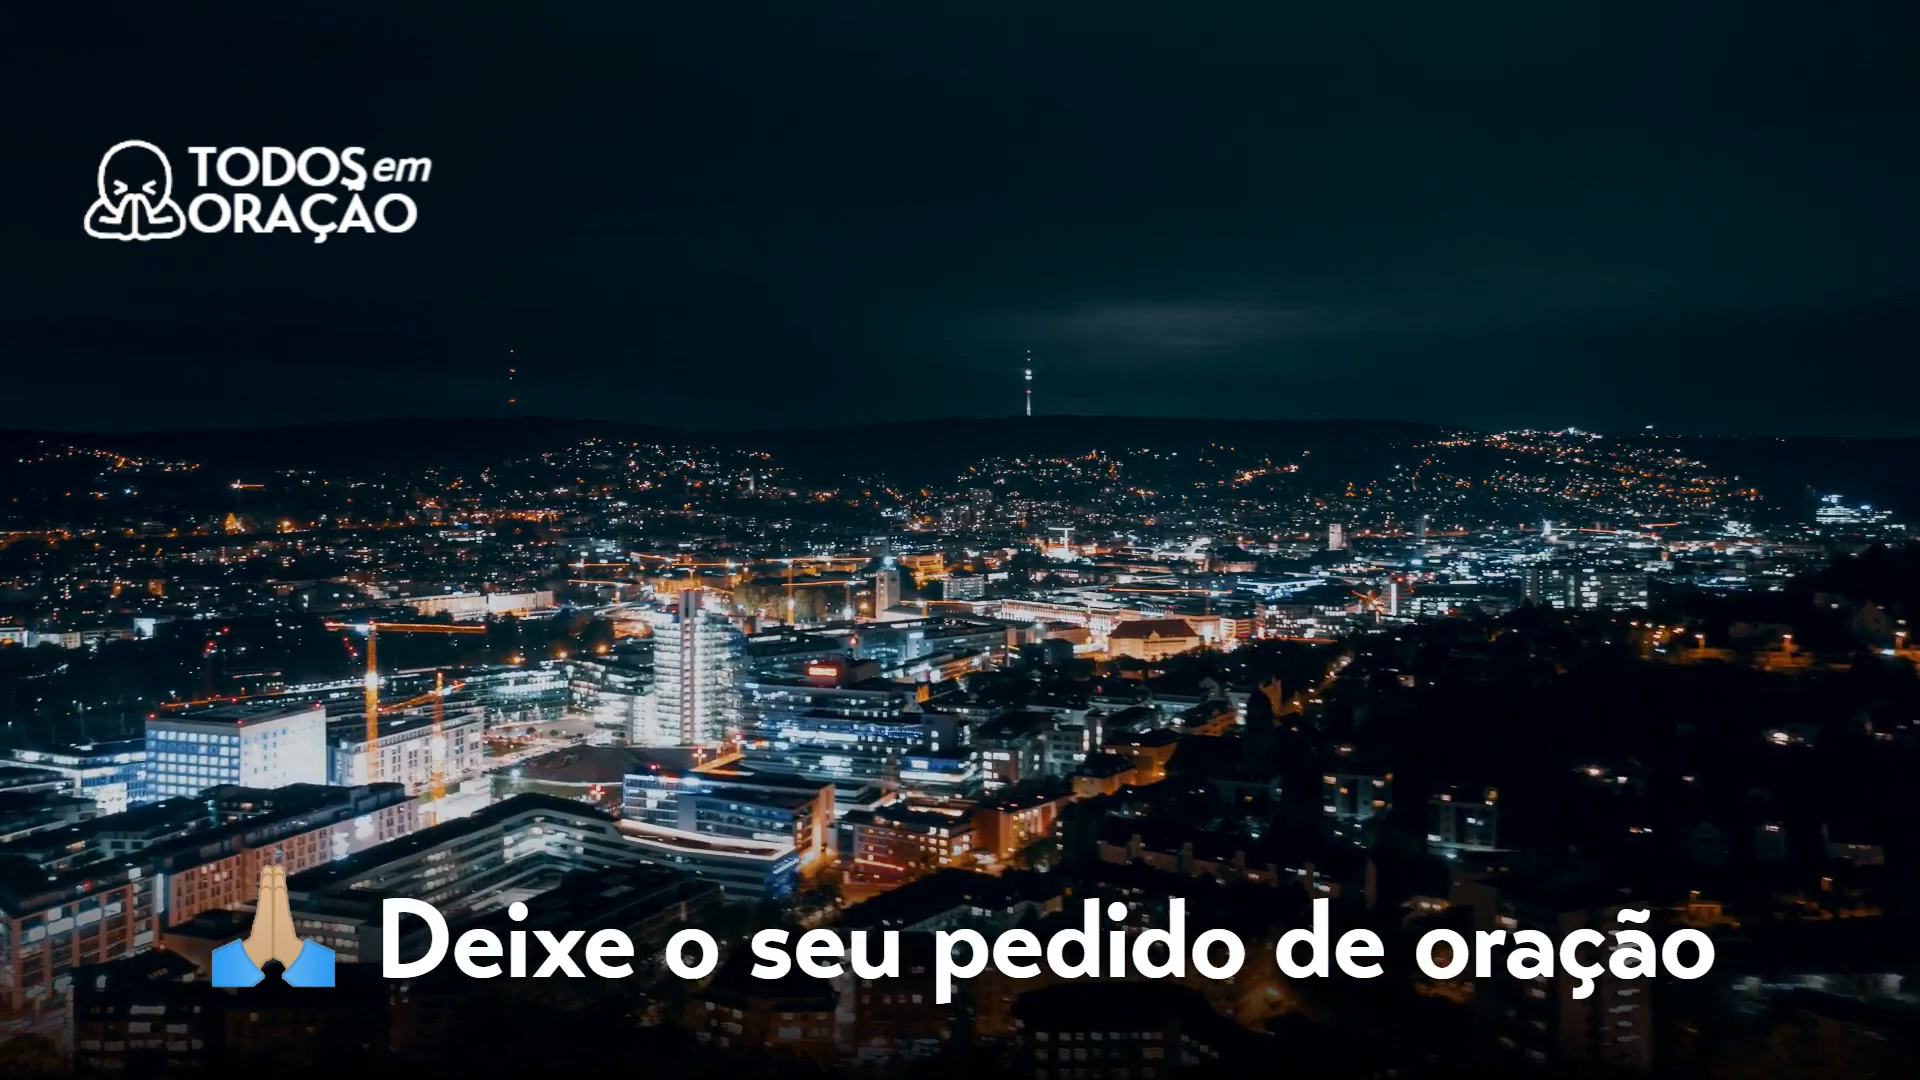 TODOS em
ORAÇÃO
🙏🏼 Deixe o seu pedido de oração